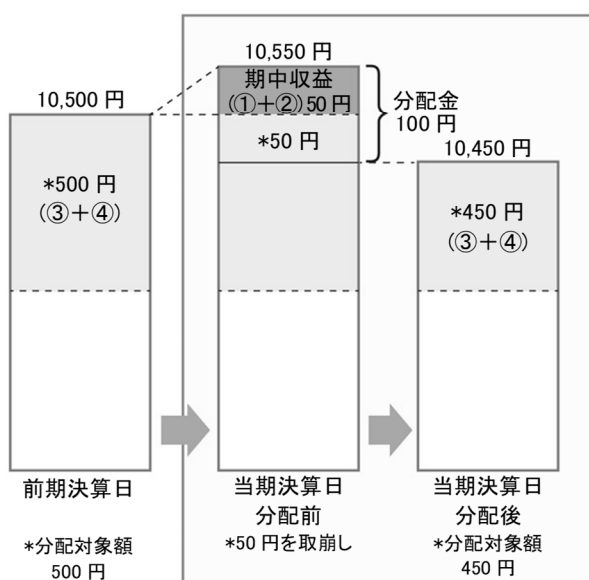 10,550 円
期中収益
(①+②)50 円
10,500 円
分配金
100 円
*50 円
10,450 円
*500 円
(③+④)
*450 円
(③+④)
前期決算日
当期決算日
分配前
当期決算日
分配後
*分配対象額
500 円
*50 円を取崩し
*分配対象額
450 円